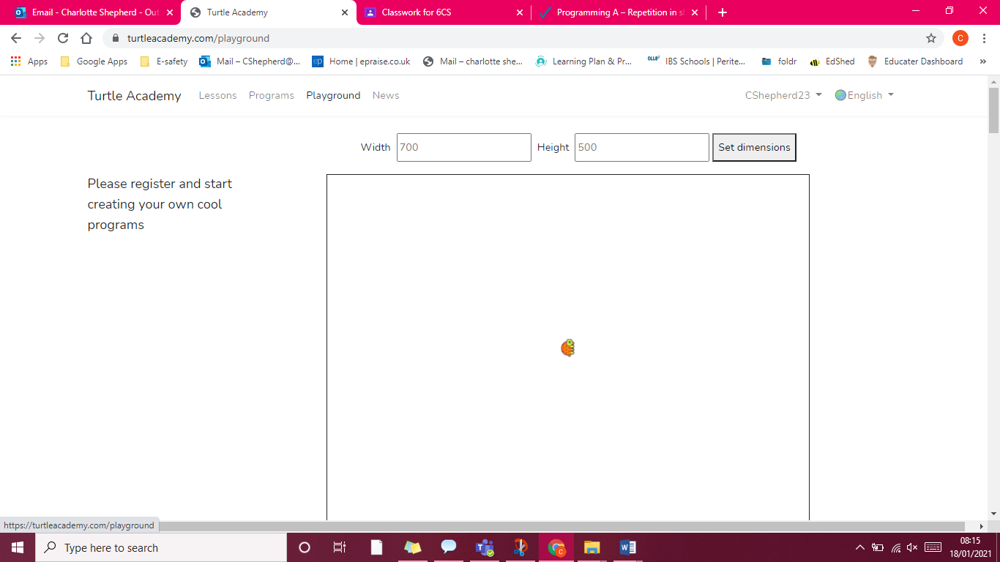 Email - Charlotte Shepherd - Out
Turtle Academy
Classwork for 6CS
Programming A – Repetition in sh
turtleacademy.com/playground
C
Apps
Google Apps
E-safety
Mail – CShepherd@...
ep
Home | epraise.co.uk
Mail – charlotte she...
Learning Plan & Pr...
IBS Schools | Perite...
foldr
EdShed
Educater Dashboard
»
Turtle Academy
Lessons
Programs
Playground
News
CShepherd23
English
Width
700
Height
500
Set dimensions
Please register and start
creating your own cool
programs
https://turtleacademy.com/playground
Type here to search
08:15
18/01/2021